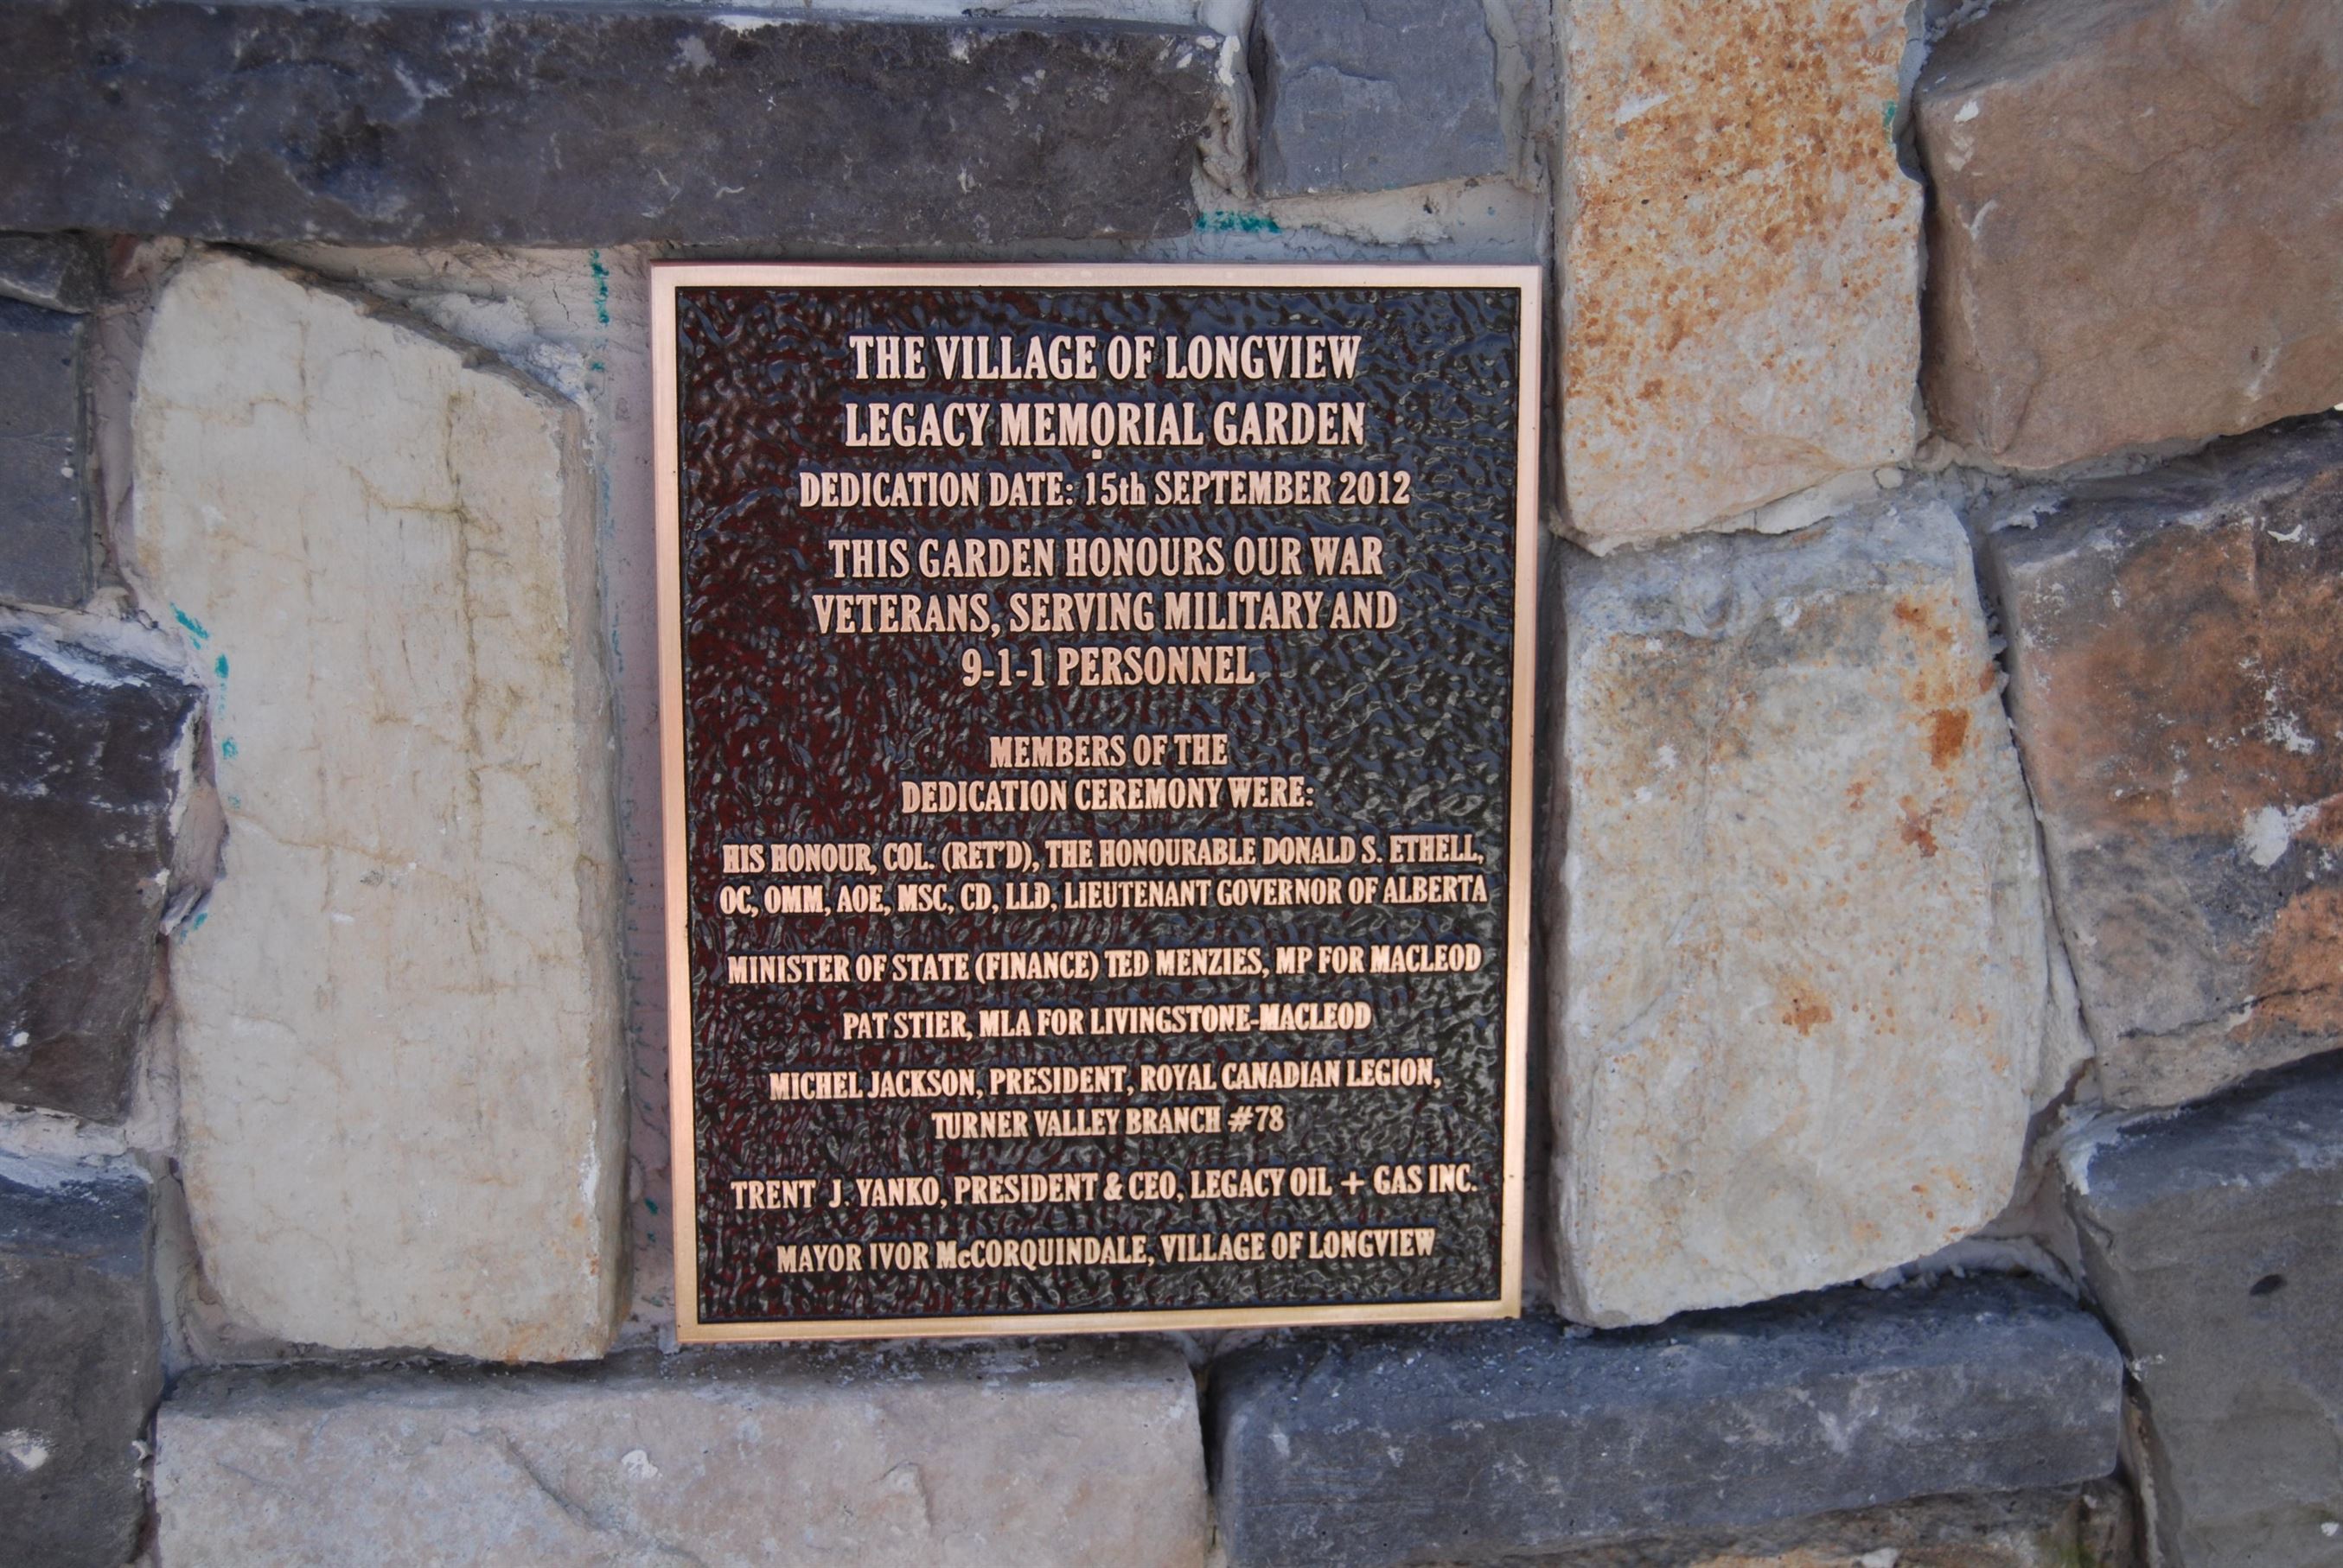 THE VILLAGE OF LONGVIEW
LEGACY MEMORIAL GARDEN
DEDICATION DATE: 15th SEPTEMBER 2012
THIS GARDEN HONOURS OUR WAR
VETERANS, SERVING MILITARY AND
9-1-1 PERSONNEL
MEMBERS OF THE
DEDICATION CEREMONY WERE:
HIS HONOUR, COL. (RET'D), THE HONOURABLE DONALD S. ETHELL,
OC, OMM, AOE, MSC, CD, LLD, LIEUTENANT GOVERNOR OF ALBERTA
MINISTER OF STATE (FINANCE) TED MENZIES, MP FOR MACLEOD
PAT STIER, MLA FOR LIVINGSTONE-MACLEOD
MICHEL JACKSON, PRESIDENT, ROYAL CANADIAN LEGION,
TURNER VALLEY BRANCH #78
TRENT J. YANKO, PRESIDENT & CEO, LEGACY OIL + GAS INC.
MAYOR IVOR McCORQUINDALE, VILLAGE OF LONGVIEW